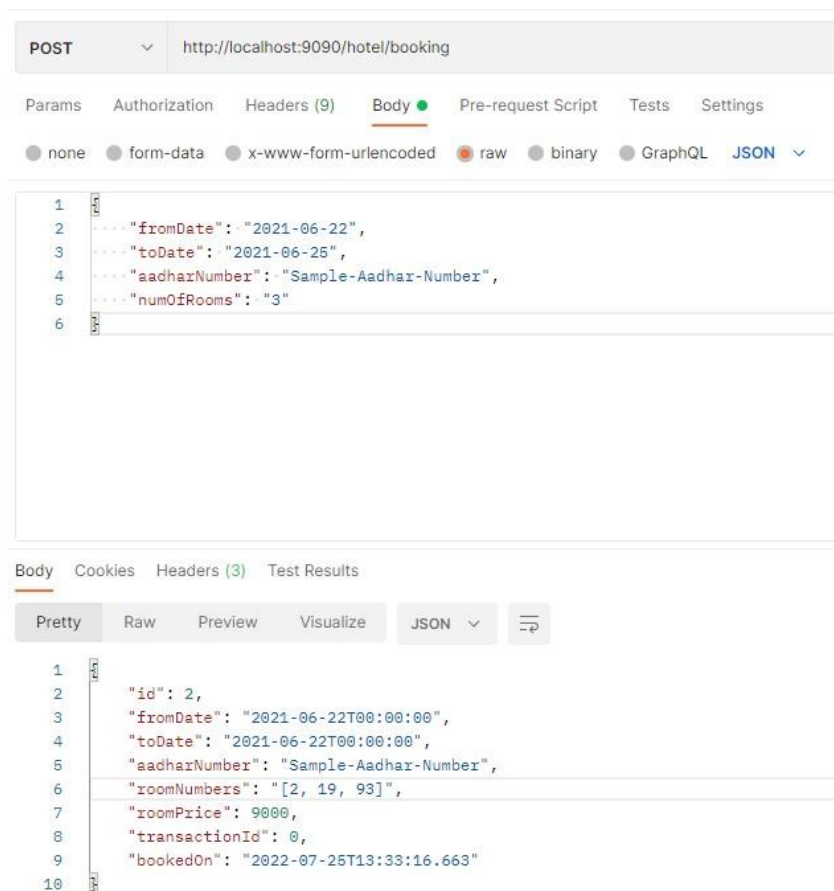 POST http://localhost:9090/hotel/booking
Params Authorization Headers (9) Body Pre-request Script Tests Settings
none form-data x-www-form-urlencoded raw binary GraphQL JSON
1 {
2 "fromDate": "2021-06-22",
3 "toDate": "2021-06-25",
4 "aadharNumber": "Sample-Aadhar-Number",
5 "numOfRooms": "3"
6 }
Body Cookies Headers (3) Test Results
Pretty Raw Preview Visualize JSON
1 {
2 "id": 2,
3 "fromDate": "2021-06-22T00:00:00",
4 "toDate": "2021-06-22T00:00:00",
5 "aadharNumber": "Sample-Aadhar-Number",
6 "roomNumbers": "[2, 19, 93]",
7 "roomPrice": 9000,
8 "transactionId": 0,
9 "bookedOn": "2022-07-25T13:33:16.663"
10 }